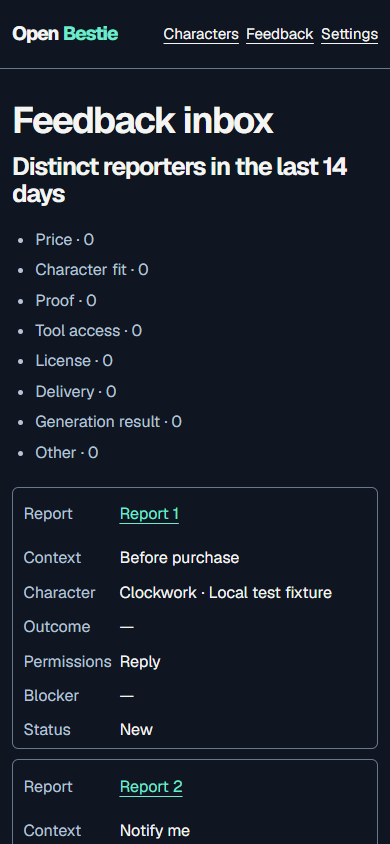 Open Bestie Characters Feedback Settings
Feedback inbox
Distinct reporters in the last 14
days
• Price · 0
• Character fit · 0
• Proof · 0
• Tool access · 0
• License · 0
• Delivery · 0
• Generation result · 0
• Other · 0
Report Report 1
Context Before purchase
Character Clockwork · Local test fixture
Outcome —
Permissions Reply
Blocker —
Status New
Report Report 2
Context Notify me